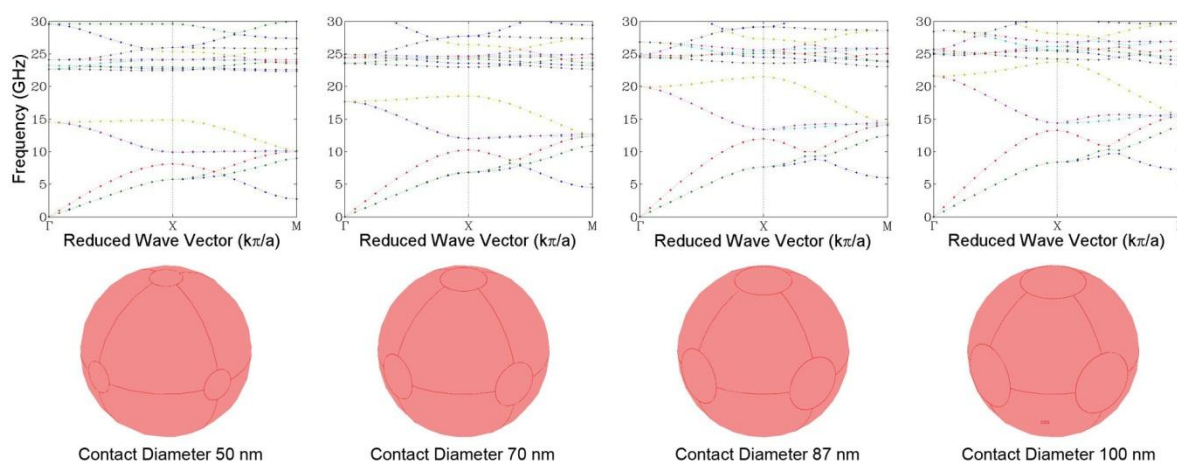 30 30 30 30
25 25 25 25
20 20 20 20
15 15 15 15
10 10 10 10
5 5 5 5
0 0 0 0
Frequency (GHz)
Γ X M Γ X M Γ X M Γ X M
Reduced Wave Vector (kπ/a) Reduced Wave Vector (kπ/a) Reduced Wave Vector (kπ/a) Reduced Wave Vector (kπ/a)
Contact Diameter 50 nm Contact Diameter 70 nm Contact Diameter 87 nm Contact Diameter 100 nm